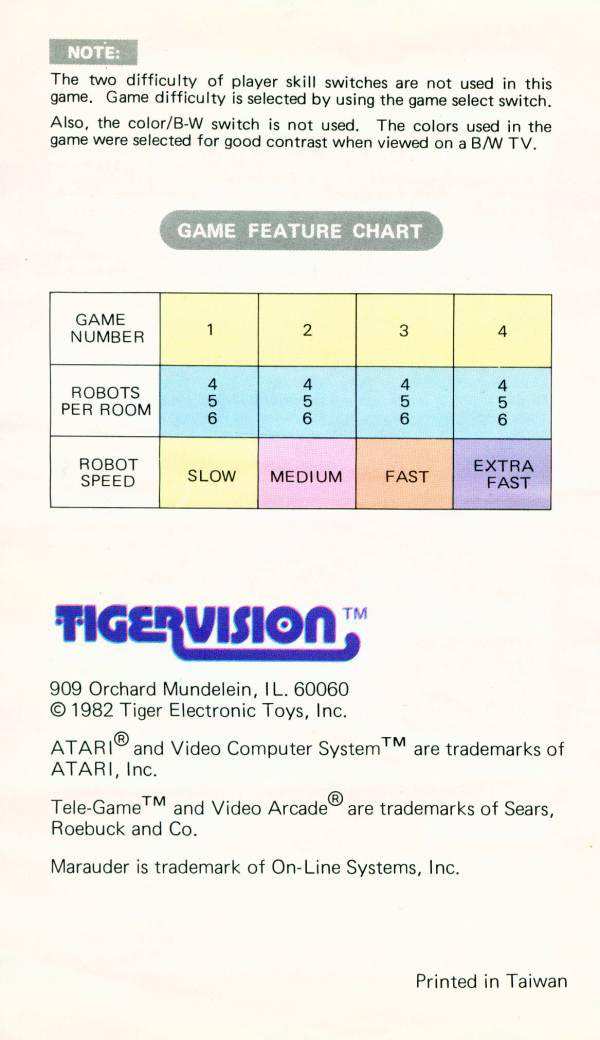 NOTE:
The two difficulty of player skill switches are not used in this
game. Game difficulty is selected by using the game select switch.
Also, the color/B-W switch is not used. The colors used in the
game were selected for good contrast when viewed on a B/W TV.
GAME FEATURE CHART
GAME NUMBER 1 2 3 4
ROBOTS PER ROOM 4 5 6 4 5 6 4 5 6 4 5 6
ROBOT SPEED SLOW MEDIUM FAST EXTRA FAST
TIGERVISION TM
909 Orchard Mundelein, IL. 60060
© 1982 Tiger Electronic Toys, Inc.
ATARI® and Video Computer System™ are trademarks of
ATARI, Inc.
Tele-Game™ and Video Arcade® are trademarks of Sears,
Roebuck and Co.
Marauder is trademark of On-Line Systems, Inc.
Printed in Taiwan